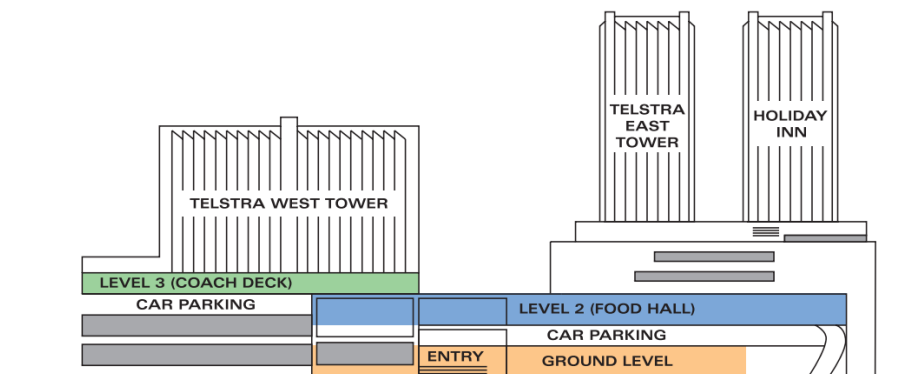 TELSTRA
EAST
TOWER
HOLIDAY
INN
TELSTRA WEST TOWER
LEVEL 3 (COACH DECK)
CAR PARKING
LEVEL 2 (FOOD HALL)
CAR PARKING
ENTRY
GROUND LEVEL